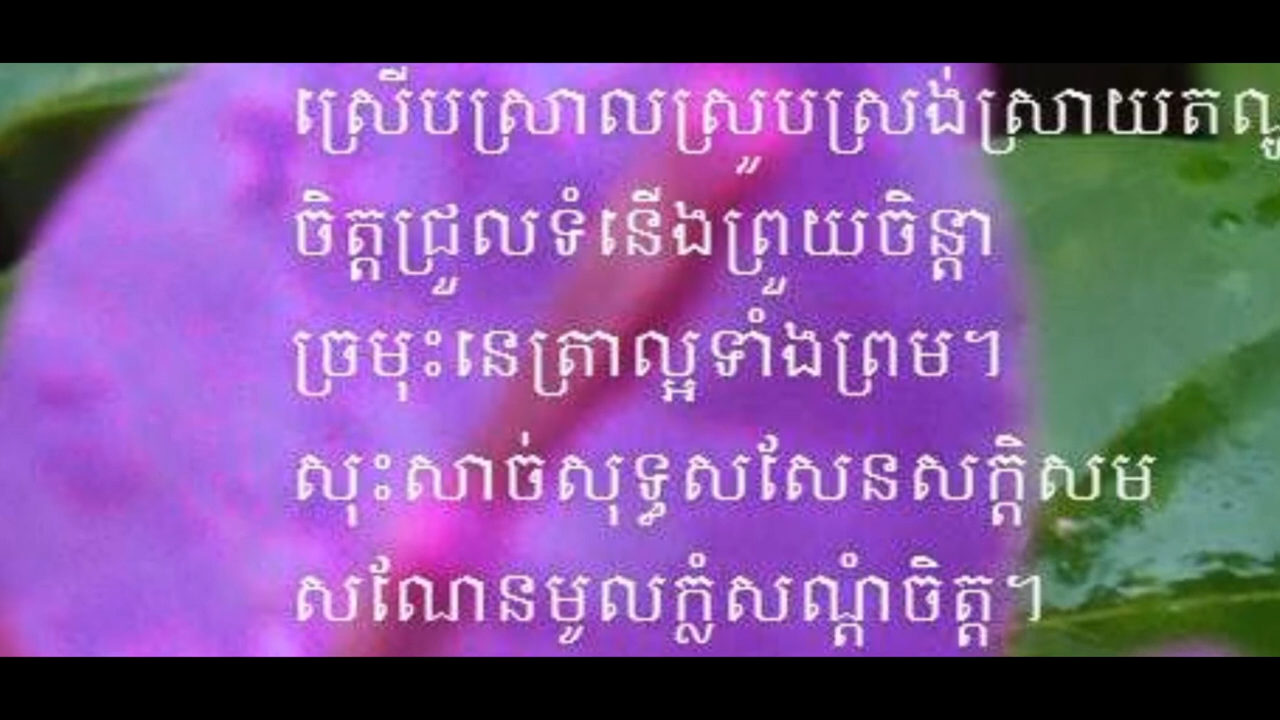 ស្រើបស្រាលស្រូបស្រង់ស្រាយ
ចិត្តជ្រួលទំនើងព្រួយចិន្តា
ច្រមុះនេត្រាល្អទាំងព្រម។
សុះសាច់សុទ្ធសសែនសក្តិសម
សណែនមូលក្លំសណ្តំចិត្ត។